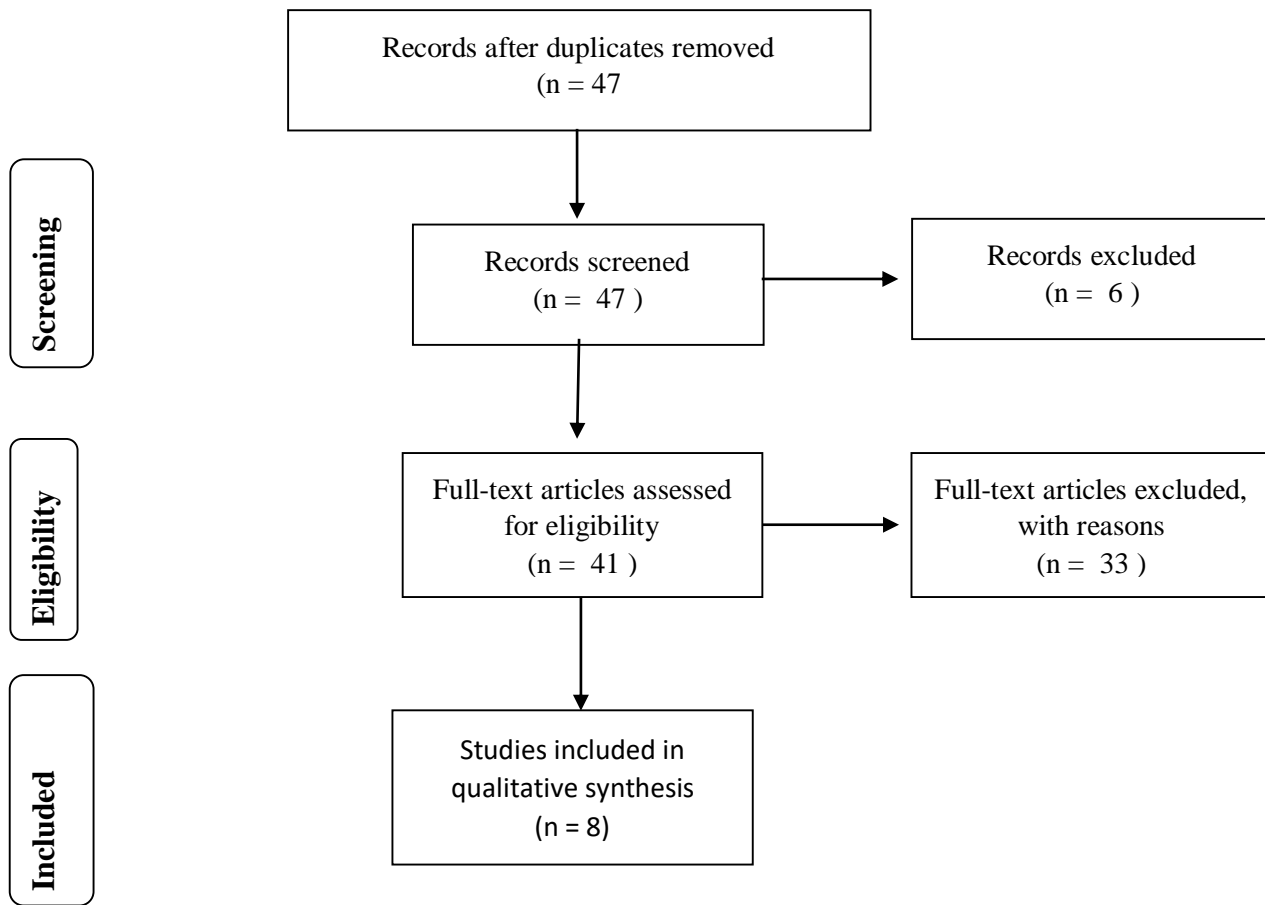 Records after duplicates removed
(n = 47
Screening
Records screened
(n = 47 )
Records excluded
(n = 6 )
Eligibility
Full-text articles assessed
for eligibility
(n = 41 )
Full-text articles excluded,
with reasons
(n = 33 )
Included
Studies included in
qualitative synthesis
(n = 8)